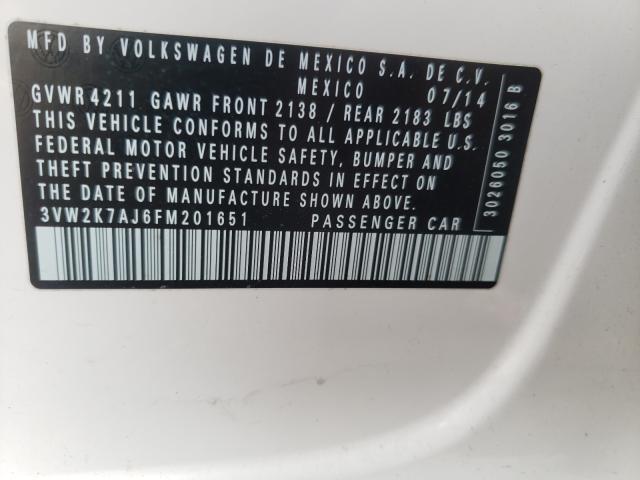 MFD BY VOLKSWAGEN DE MEXICO S.A. DE C.V.
MEXICO 07/14
GVWR 4211 GAWR FRONT 2138 / REAR 2183 LBS
THIS VEHICLE CONFORMS TO ALL APPLICABLE U.S.
FEDERAL MOTOR VEHICLE SAFETY, BUMPER AND
THEFT PREVENTION STANDARDS IN EFFECT ON
THE DATE OF MANUFACTURE SHOWN ABOVE.
3VW2K7AJ6FM201651 PASSENGER CAR
3026050 3016 B